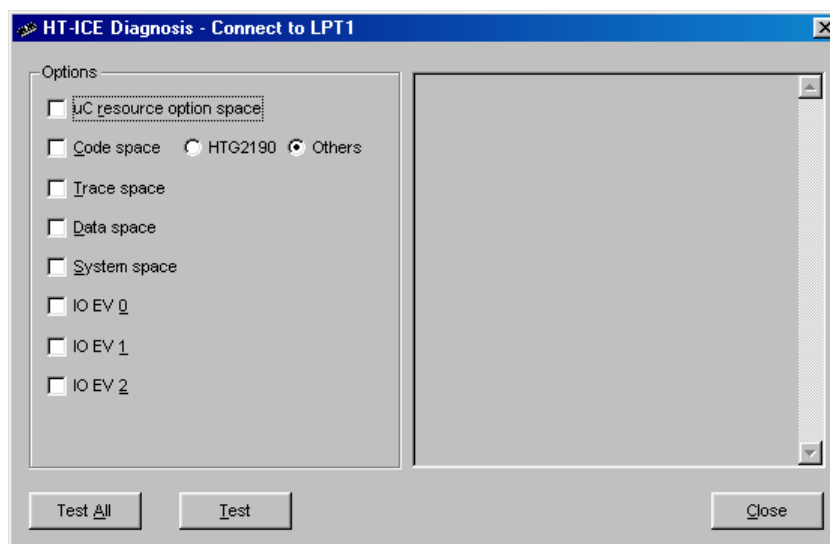 HT-ICE Diagnosis - Connect to LPT1
Options
uC resource option space
Code space HTG2190 Others
Trace space
Data space
System space
IO EV 0
IO EV 1
IO EV 2
Test All Test Close